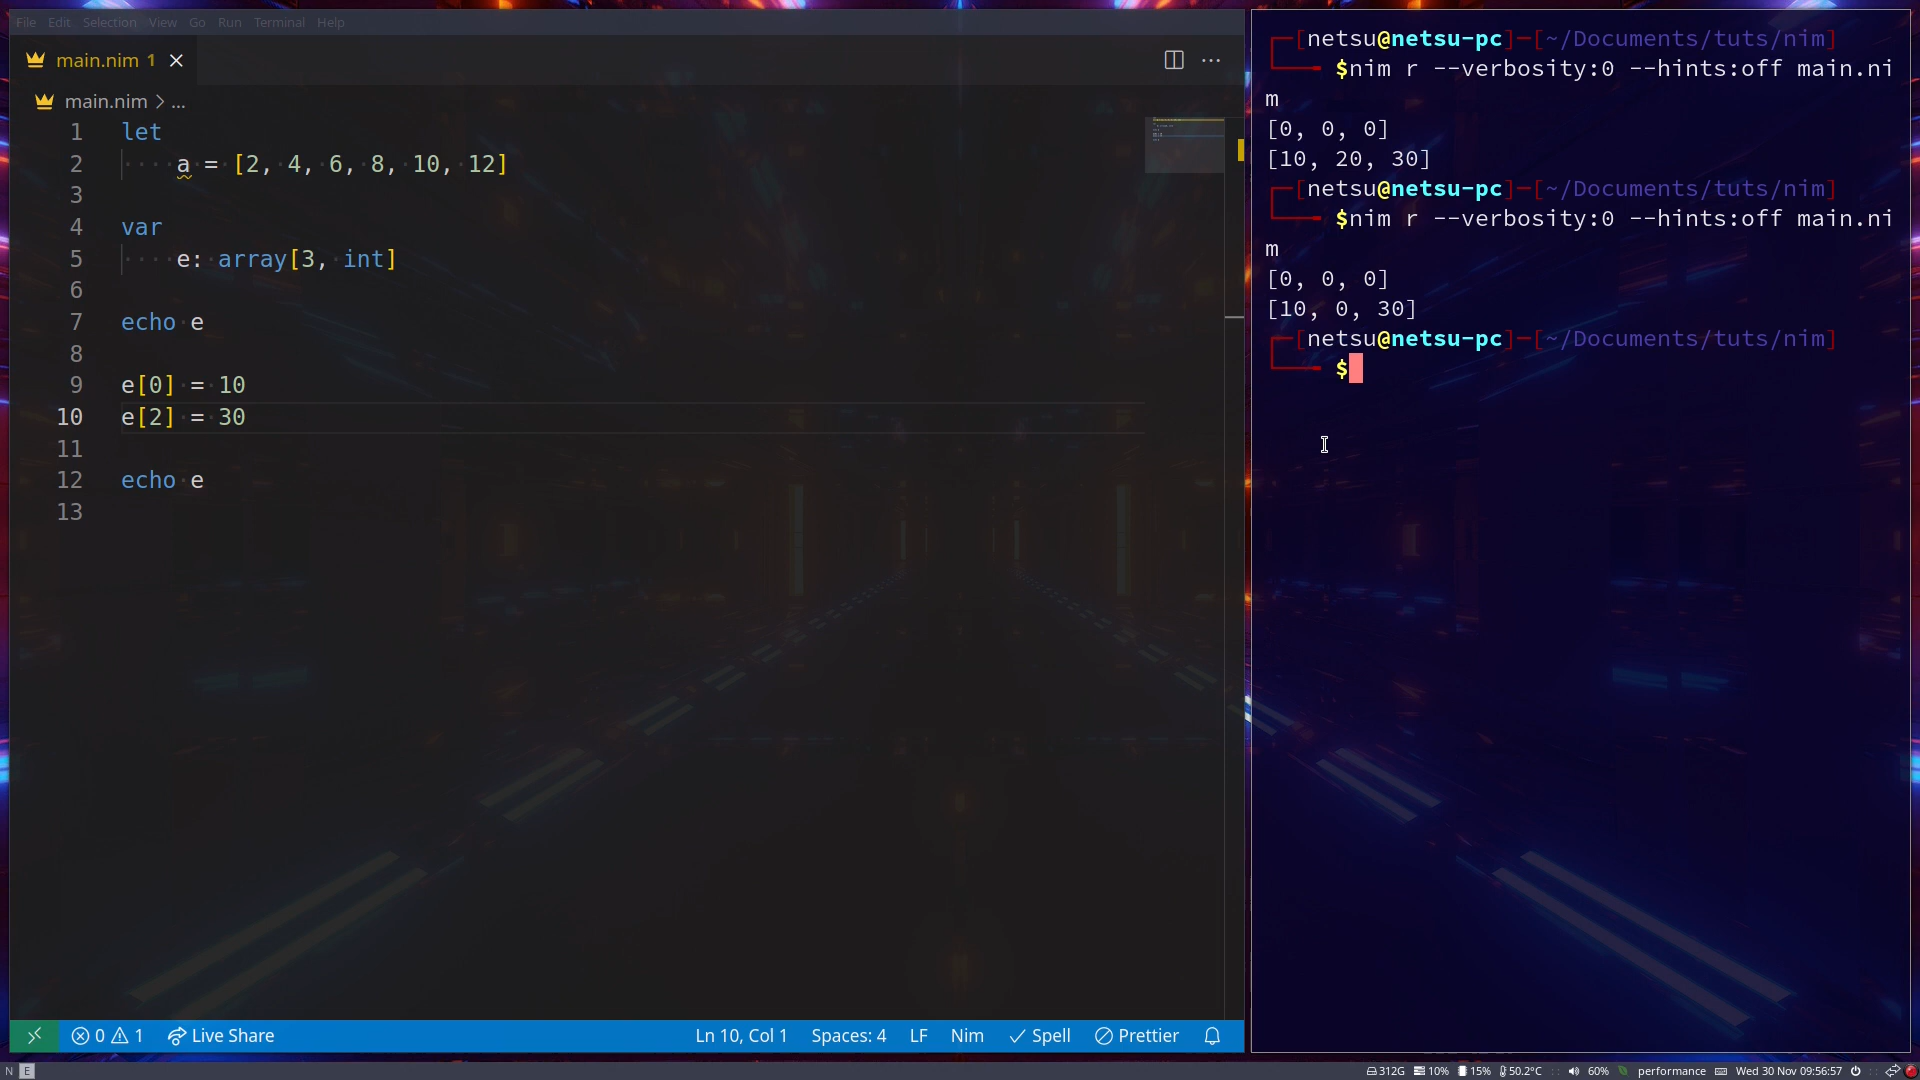 File Edit Selection View Go Run Terminal Help
main.nim 1
main.nim > ...
1 let
2     a = [2, 4, 6, 8, 10, 12]
3
4 var
5     e: array[3, int]
6
7 echo e
8
9 e[0] = 10
10 e[2] = 30
11
12 echo e
13
0 1 Live Share Ln 10, Col 1 Spaces: 4 LF Nim Spell Prettier
[netsu@netsu-pc]-[~/Documents/tuts/nim]
$nim r --verbosity:0 --hints:off main.ni
m
[0, 0, 0]
[10, 20, 30]
[netsu@netsu-pc]-[~/Documents/tuts/nim]
$nim r --verbosity:0 --hints:off main.ni
m
[0, 0, 0]
[10, 0, 30]
[netsu@netsu-pc]-[~/Documents/tuts/nim]
$
N E 312G 10% 15% 50.2°C 60% performance Wed 30 Nov 09:56:57